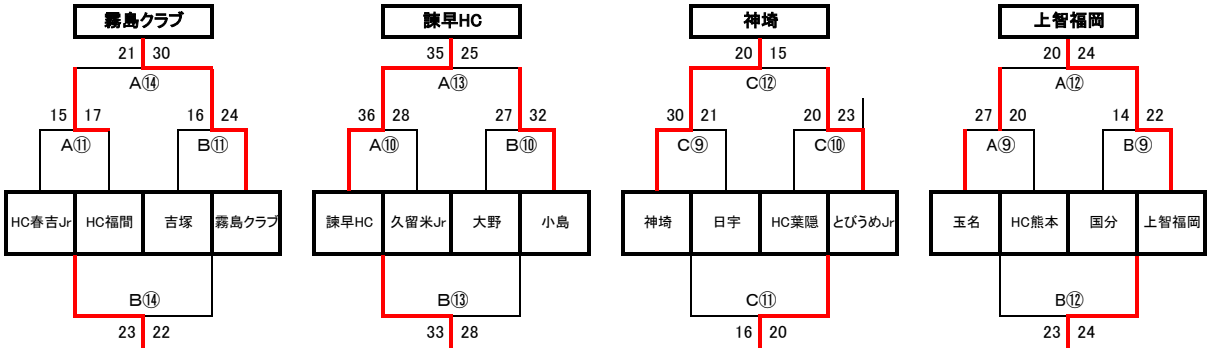 霧島クラブ 諫早HC 神埼 上智福岡
21 30 35 25 20 15 20 24
A⑭ A⑬ C⑫ A⑫
15 17 16 24 36 28 27 32 30 21 20 23 27 20 14 22
A⑪ B⑪ A⑩ B⑩ C⑨ C⑩ A⑨ B⑨
HC春吉Jr HC福間 吉塚 霧島クラブ 諫早HC 久留米Jr 大野 小島 神埼 日宇 HC葉隠 とびうめJr 玉名 HC熊本 国分 上智福岡
B⑭ B⑬ C⑪ B⑫
23 22 33 28 16 20 23 24